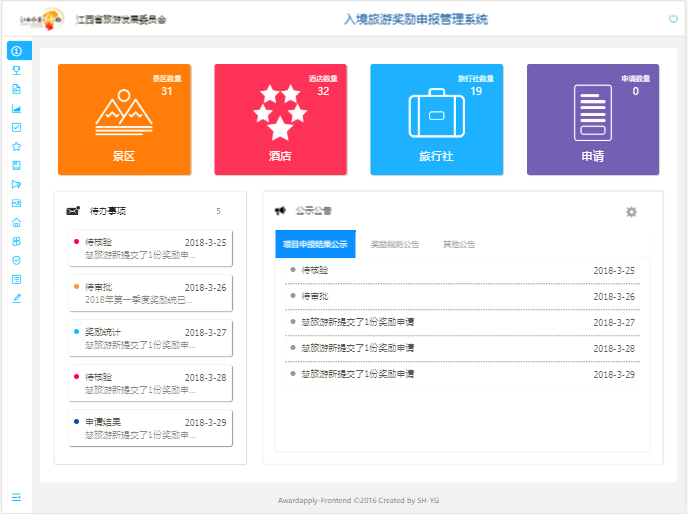 江西省旅游发展委员会
入境旅游奖励申报管理系统
景区数量
31
景区
酒店数量
32
酒店
旅行社数量
19
旅行社
申请数量
0
申请
待办事项 5
待核验 2018-3-25
慧旅游新提交了1份奖励申...
待审批 2018-3-26
2018年第一季度奖励统已...
奖励统计 2018-3-27
慧旅游新提交了1份奖励申...
待核验 2018-3-28
慧旅游新提交了1份奖励申...
申请结果 2018-3-29
慧旅游新提交了1份奖励申...
公示公告
项目申报结果公示 奖励规则公告 其他公告
待核验 2018-3-25
待审批 2018-3-26
慧旅游新提交了1份奖励申请 2018-3-27
慧旅游新提交了1份奖励申请 2018-3-28
慧旅游新提交了1份奖励申请 2018-3-29
Awardapply-Frontend ©2016 Created by SH-YG